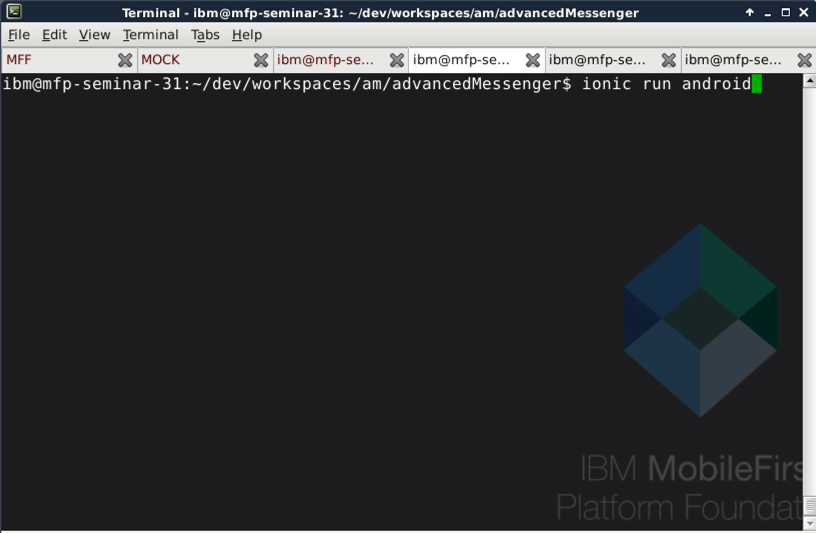 Terminal - ibm@mfp-seminar-31: ~/dev/workspaces/am/advancedMessenger
File Edit View Terminal Tabs Help
MFF MOCK ibm@mfp-se... ibm@mfp-se... ibm@mfp-se... ibm@mfp-se...
ibm@mfp-seminar-31:~/dev/workspaces/am/advancedMessenger$ ionic run android
IBM MobileFirs
Platform Foundat